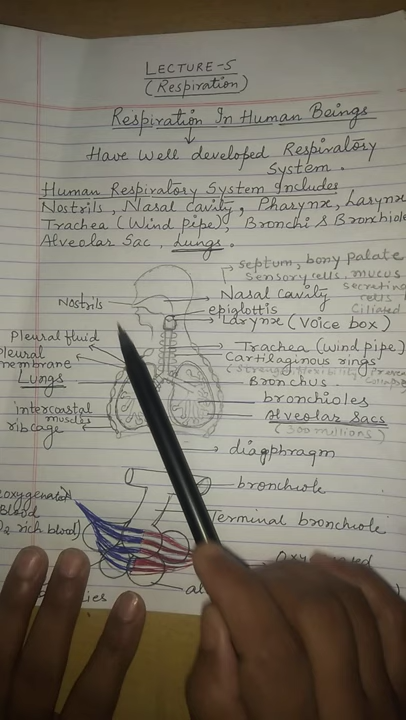 LECTURE-5
(Respiration)
Respiration In Human Beings
Have Well developed Respiratory
System.
Human Respiratory System Includes
Nostrils, Nasal cavity, Pharynx, Larynx
Trachea (Wind pipe), Bronchi & Bronchiole
Alveolar Sac, Lungs.
septum, bony palate
Sensory cells, mucus
secreting
cells
Ciliated
Nostrils
Nasal cavity
epiglottis
Larynx (Voice box)
Pleural fluid
Pleural
membrane
Trachea (wind pipe)
Cartilaginous rings
(strength flexibility
Lungs
Bronchus
bronchioles
intercostal
muscles
ribcage
Alveolar Sacs
(300 millions)
diagphragm
bronchiole
Blood
rich blood)
Terminal bronchiole